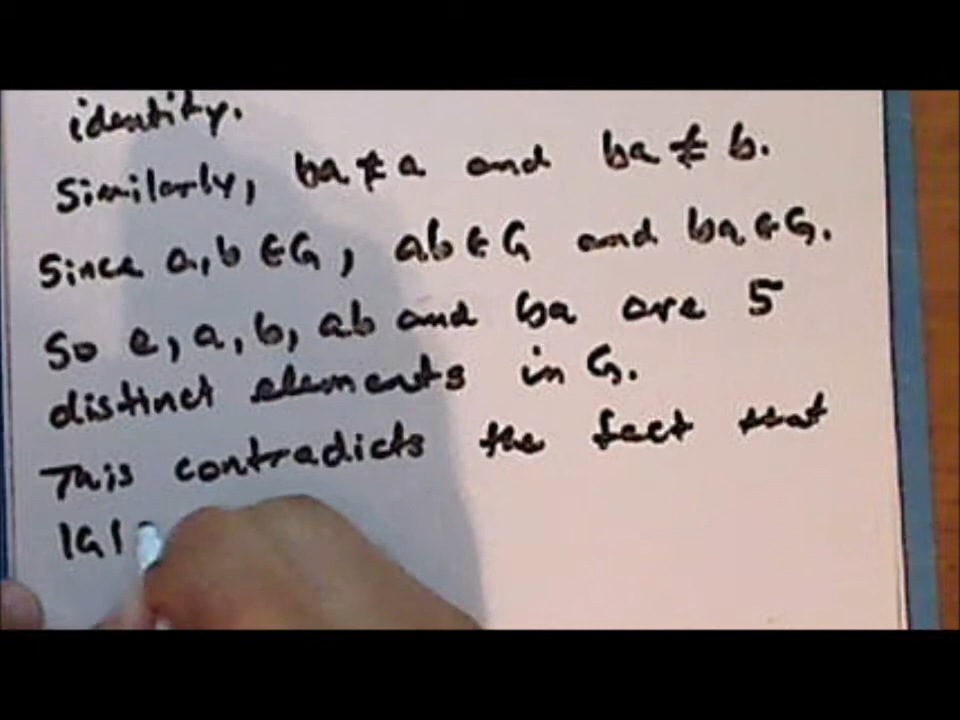 identity.
Similarly, ba ≠ a and ba ≠ b.
Since a, b ∈ G, ab ∈ G and ba ∈ G.
So e, a, b, ab and ba are 5
distinct elements in G.
This contradicts the fact that
|G|